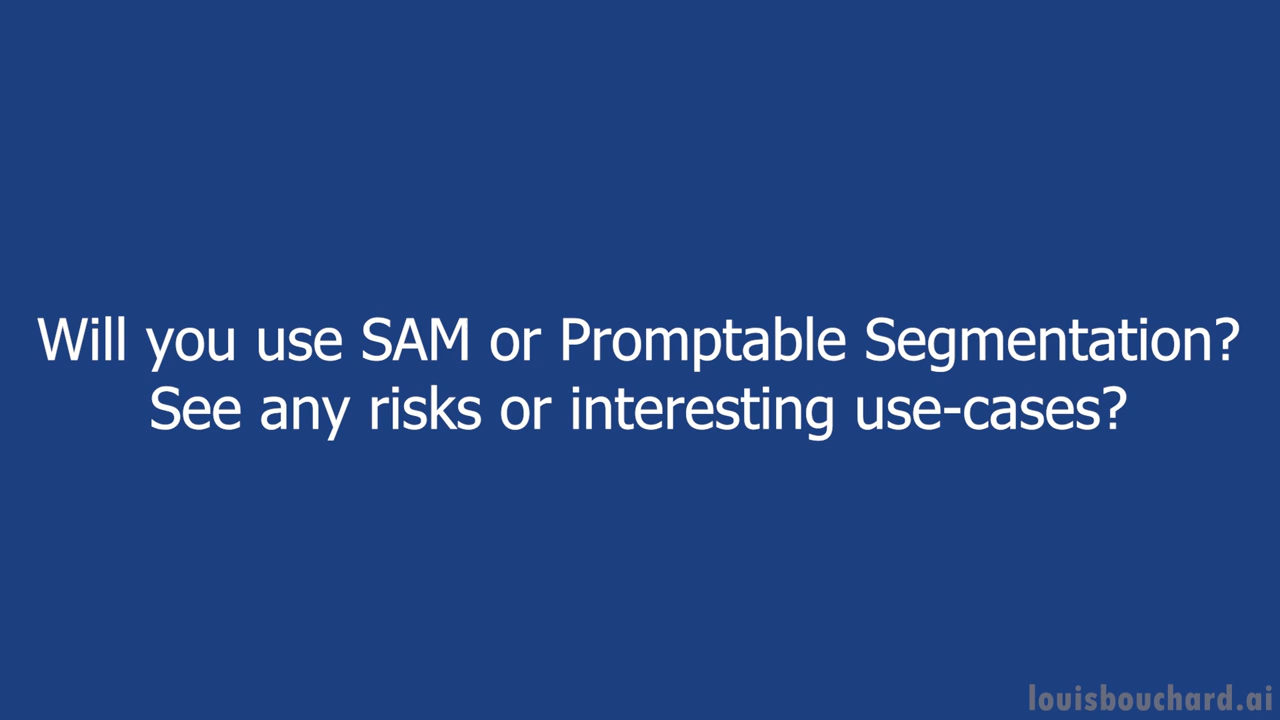 Will you use SAM or Promptable Segmentation?
See any risks or interesting use-cases?
louisbouchard.ai